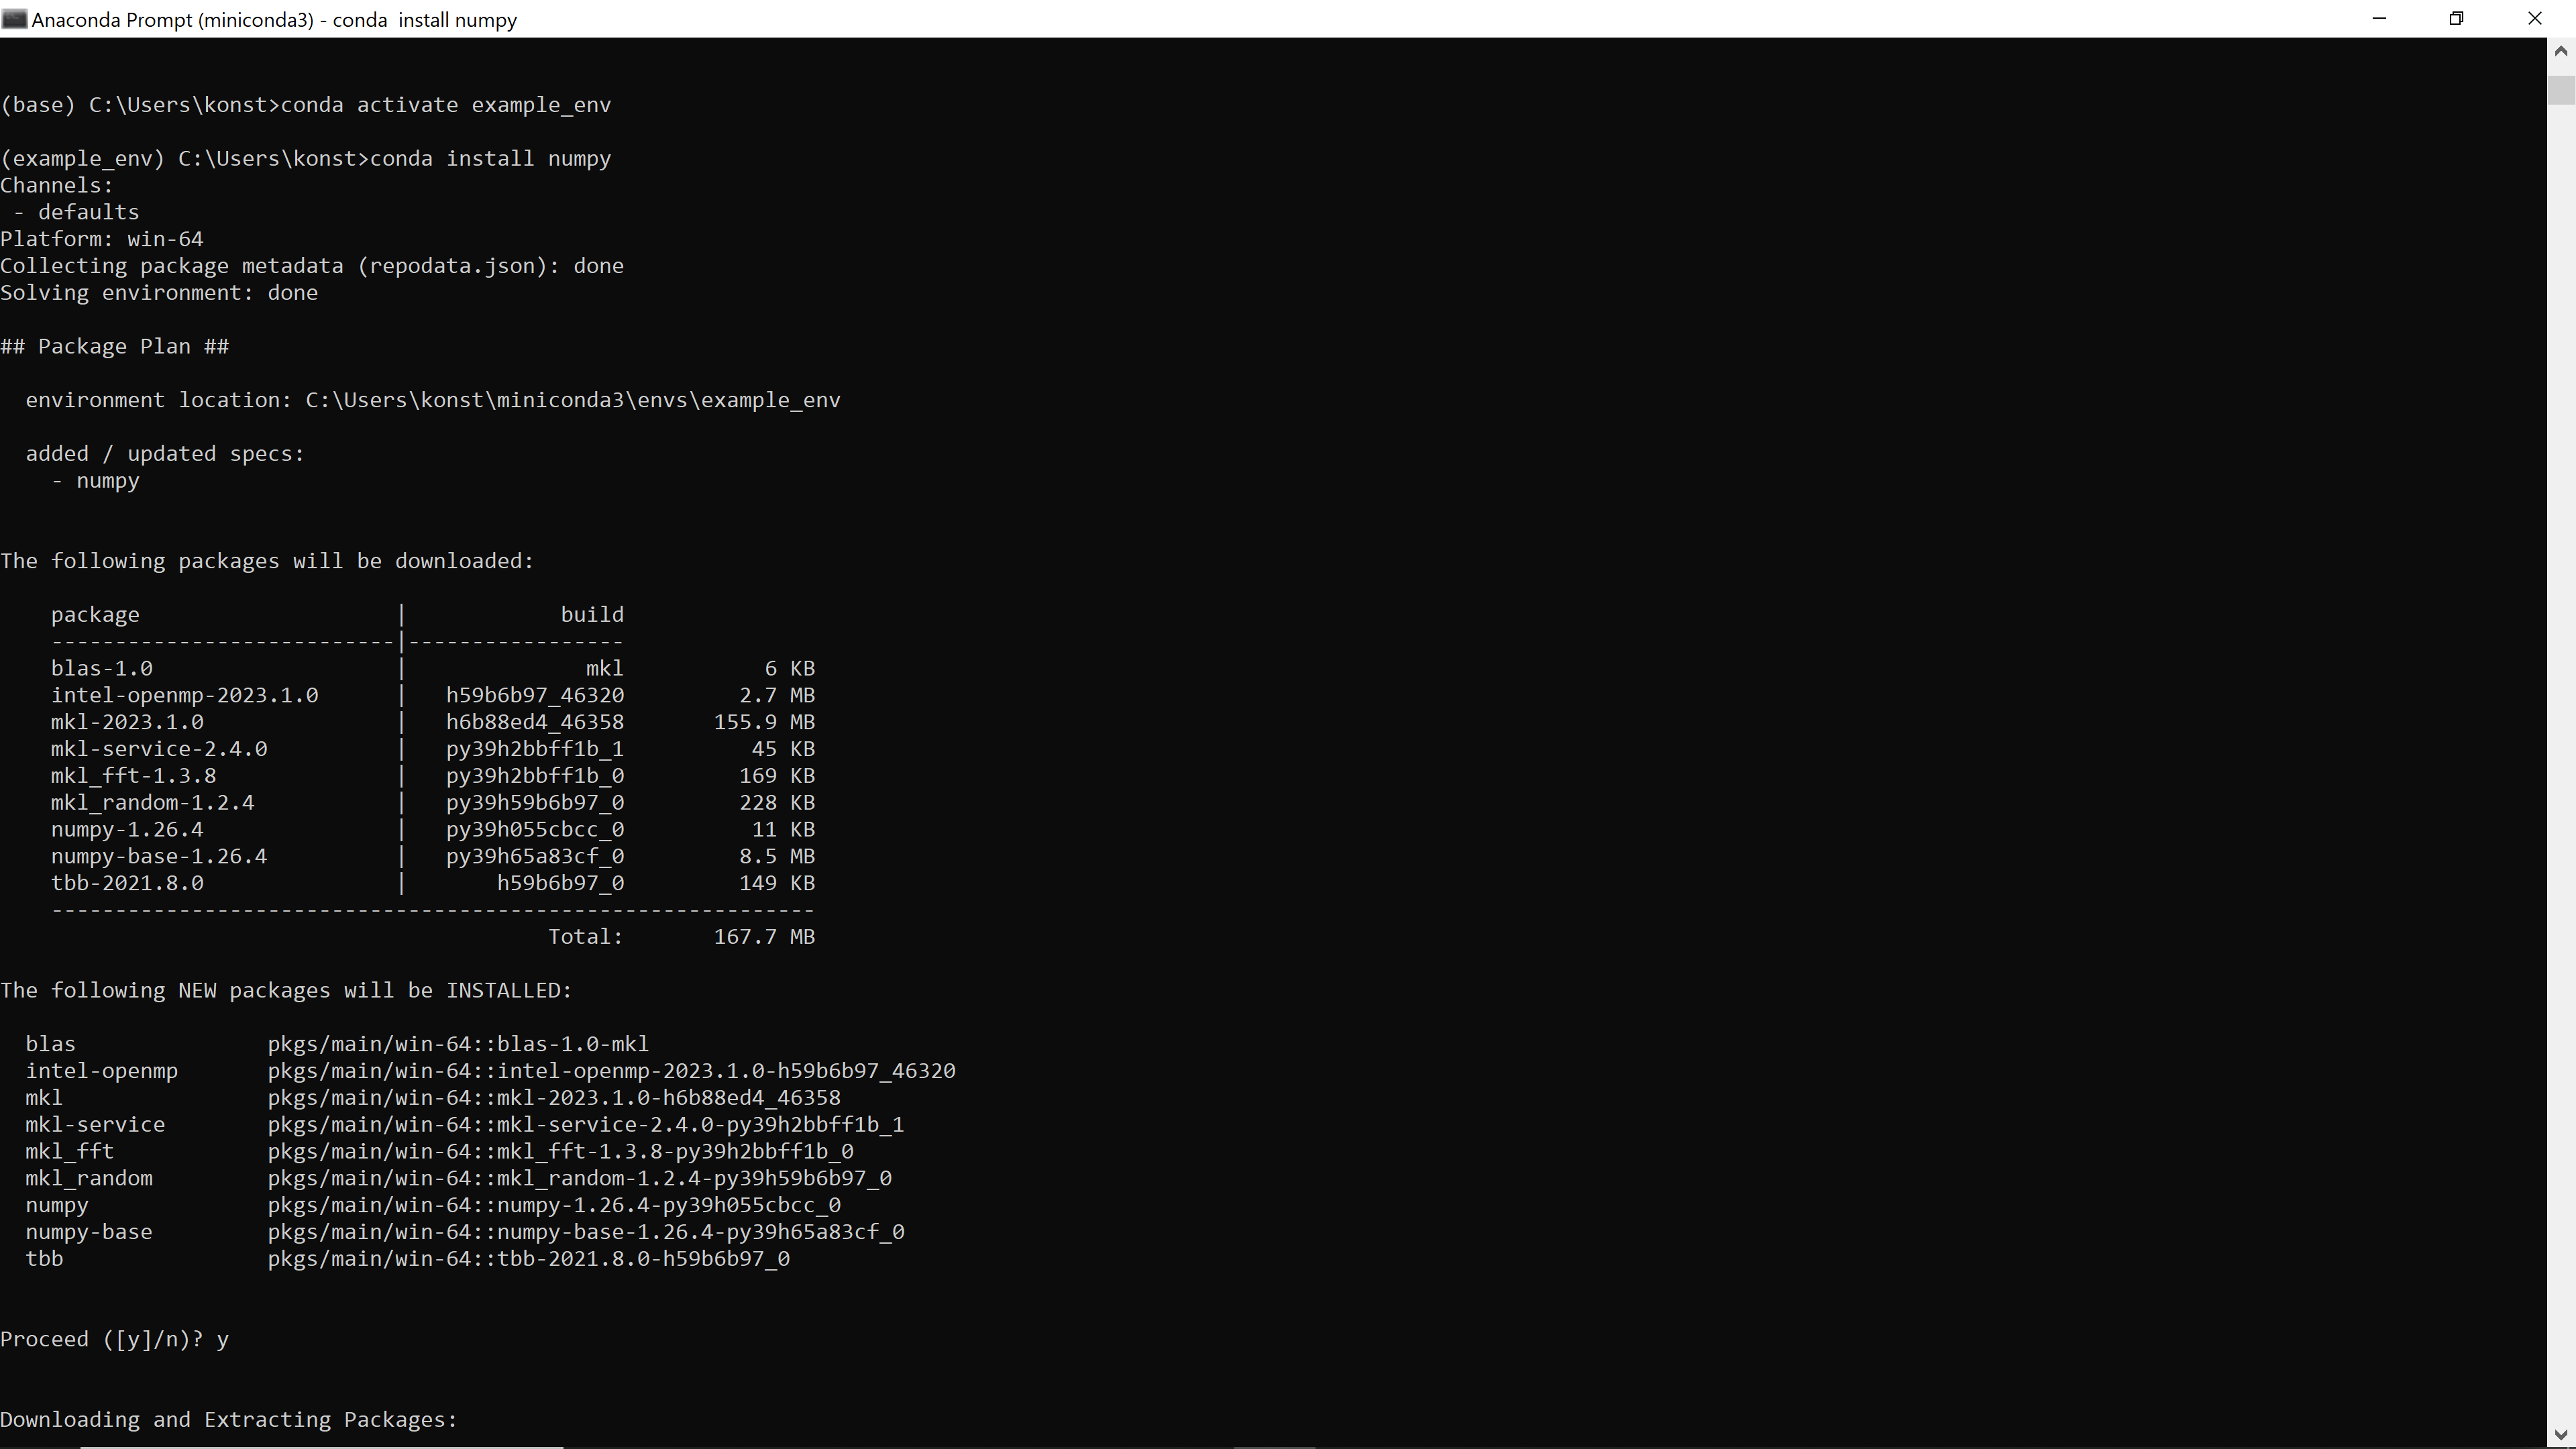 Anaconda Prompt (miniconda3) - conda  install numpy
(base) C:\Users\konst>conda activate example_env
(example_env) C:\Users\konst>conda install numpy
Channels:
 - defaults
Platform: win-64
Collecting package metadata (repodata.json): done
Solving environment: done
## Package Plan ##
  environment location: C:\Users\konst\miniconda3\envs\example_env
  added / updated specs:
    - numpy
The following packages will be downloaded:
    package                    |            build
    ---------------------------|-----------------
    blas-1.0                   |              mkl           6 KB
    intel-openmp-2023.1.0      |   h59b6b97_46320         2.7 MB
    mkl-2023.1.0               |   h6b88ed4_46358       155.9 MB
    mkl-service-2.4.0          |   py39h2bbff1b_1          45 KB
    mkl_fft-1.3.8              |   py39h2bbff1b_0         169 KB
    mkl_random-1.2.4           |   py39h59b6b97_0         228 KB
    numpy-1.26.4               |   py39h055cbcc_0          11 KB
    numpy-base-1.26.4          |   py39h65a83cf_0         8.5 MB
    tbb-2021.8.0               |       h59b6b97_0         149 KB
    ------------------------------------------------------------
                                           Total:       167.7 MB
The following NEW packages will be INSTALLED:
  blas               pkgs/main/win-64::blas-1.0-mkl
  intel-openmp       pkgs/main/win-64::intel-openmp-2023.1.0-h59b6b97_46320
  mkl                pkgs/main/win-64::mkl-2023.1.0-h6b88ed4_46358
  mkl-service        pkgs/main/win-64::mkl-service-2.4.0-py39h2bbff1b_1
  mkl_fft            pkgs/main/win-64::mkl_fft-1.3.8-py39h2bbff1b_0
  mkl_random         pkgs/main/win-64::mkl_random-1.2.4-py39h59b6b97_0
  numpy              pkgs/main/win-64::numpy-1.26.4-py39h055cbcc_0
  numpy-base         pkgs/main/win-64::numpy-base-1.26.4-py39h65a83cf_0
  tbb                pkgs/main/win-64::tbb-2021.8.0-h59b6b97_0
Proceed ([y]/n)? y
Downloading and Extracting Packages: